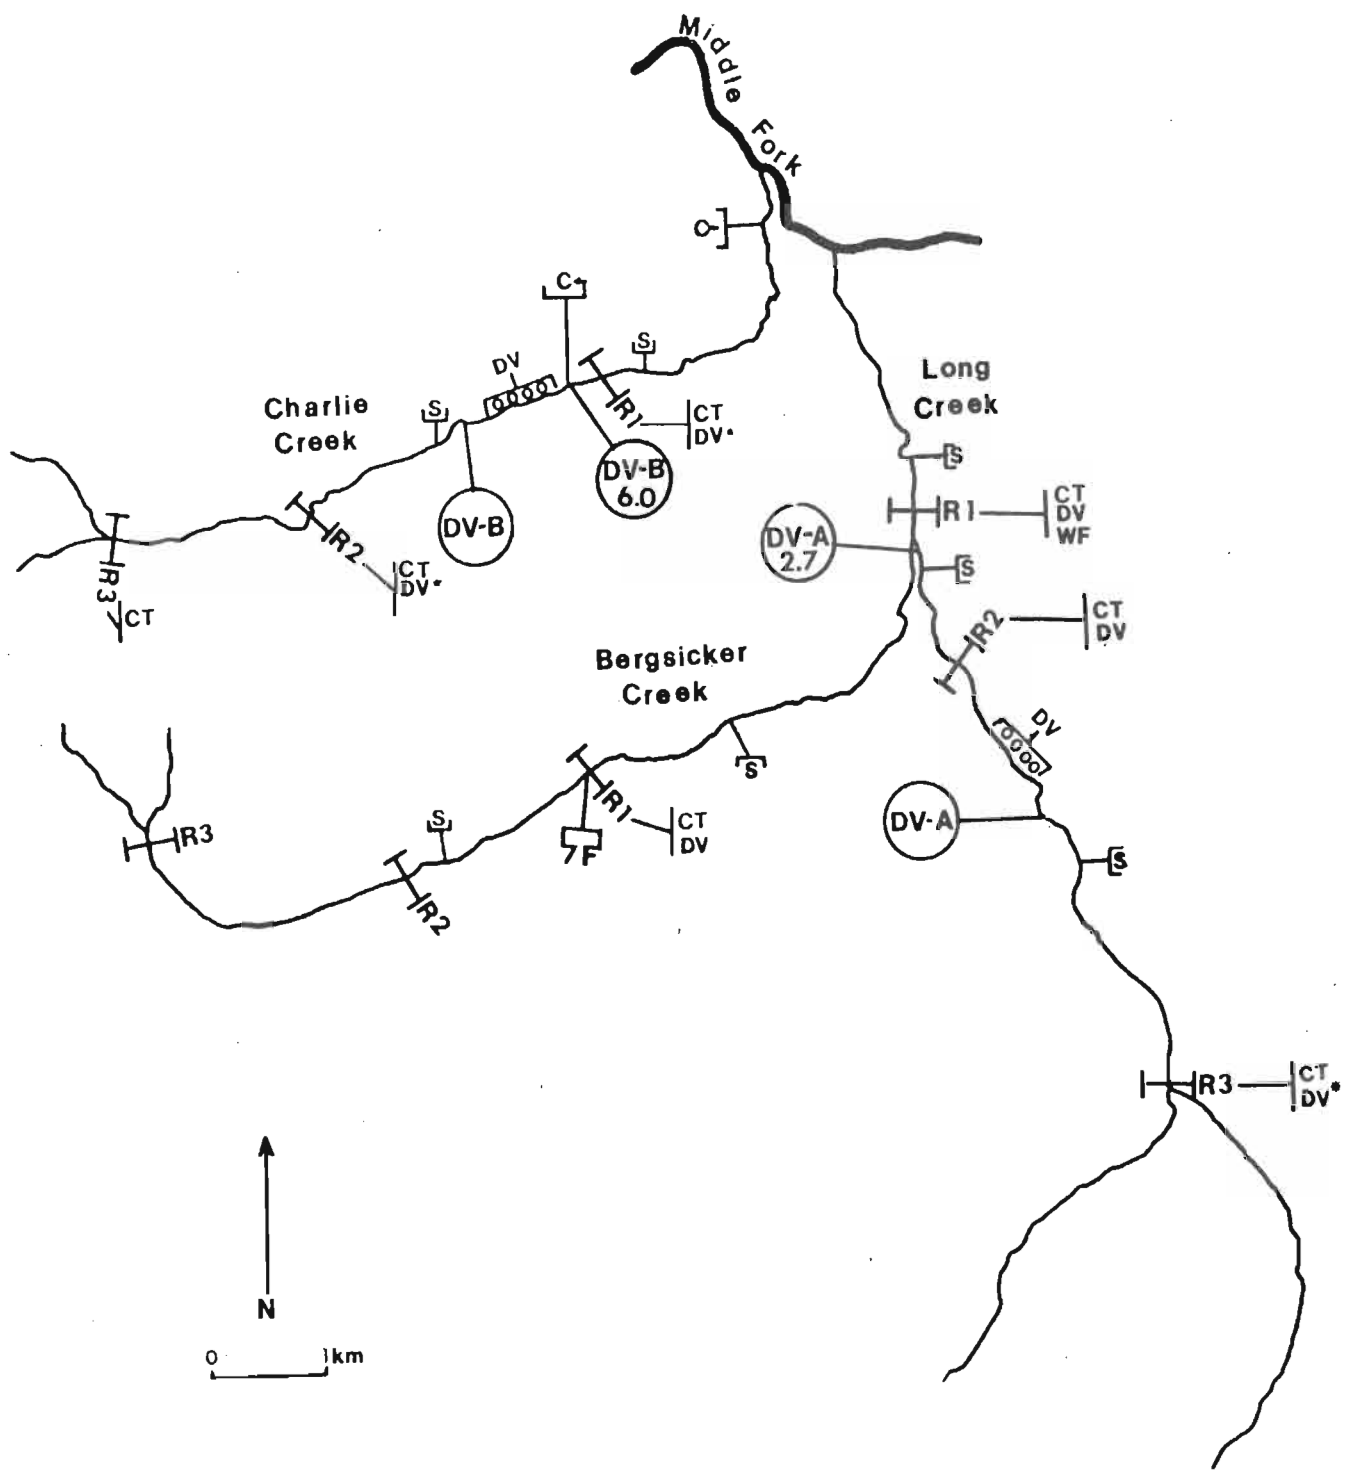 Middle
Fork
O-
C
S
DV
Charlie
Creek
S
R1
CT
DV*
DV-B
6.0
DV-B
R2
CT
DV*
R3
CT
Long
Creek
S
R1
CT
DV
WF
DV-A
2.7
S
R2
CT
DV
Bergsicker
Creek
DV
S
R1
CT
DV
7F
S
R2
R3
DV-A
S
R3
CT
DV*
N
0 1km